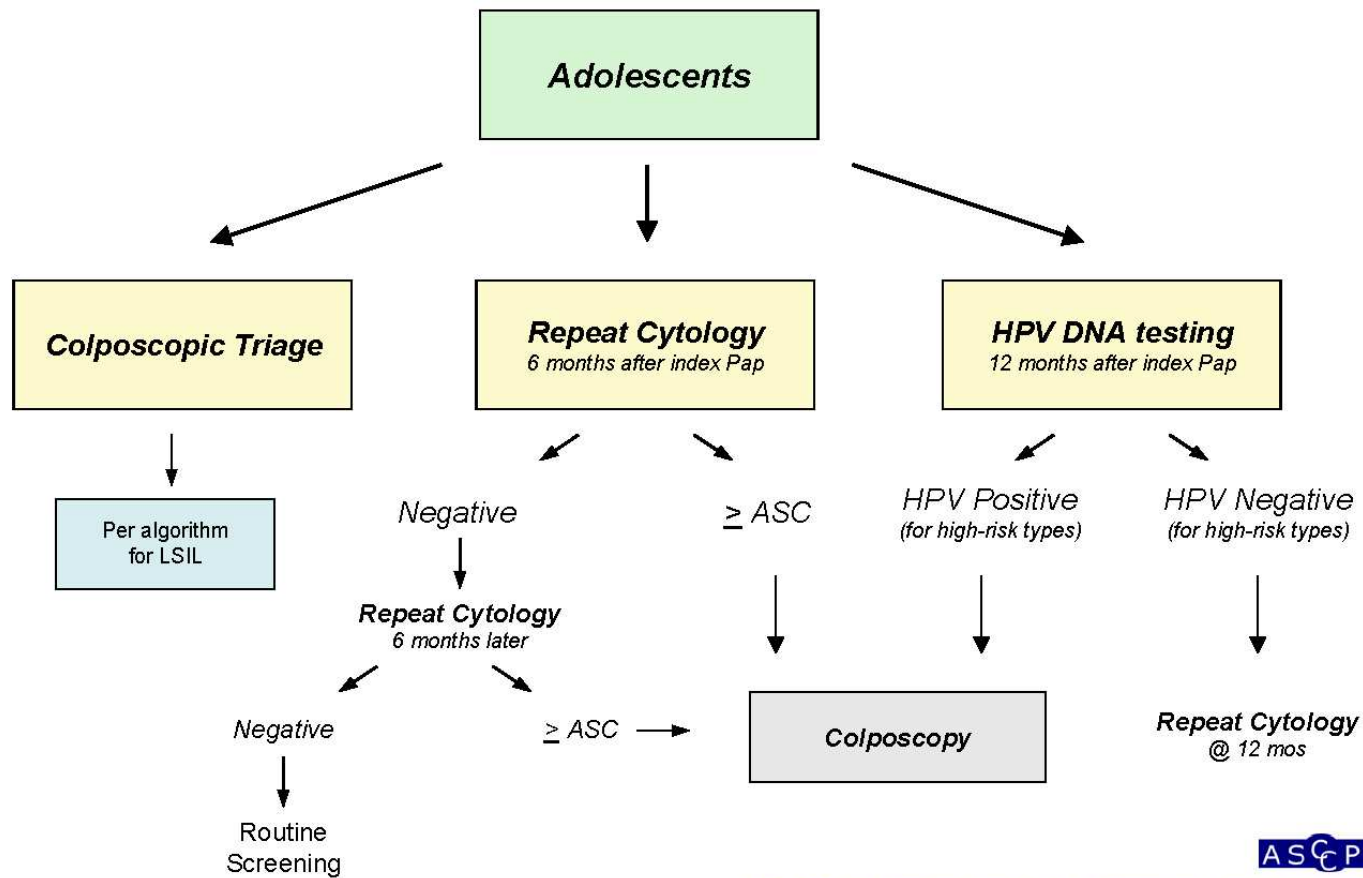 Adolescents
Colposcopic Triage
Repeat Cytology
6 months after index Pap
HPV DNA testing
12 months after index Pap
Per algorithm
for LSIL
Negative
≥ ASC
HPV Positive
(for high-risk types)
HPV Negative
(for high-risk types)
Repeat Cytology
6 months later
Negative
≥ ASC
Colposcopy
Repeat Cytology
@ 12 mos
Routine
Screening
ASCCP